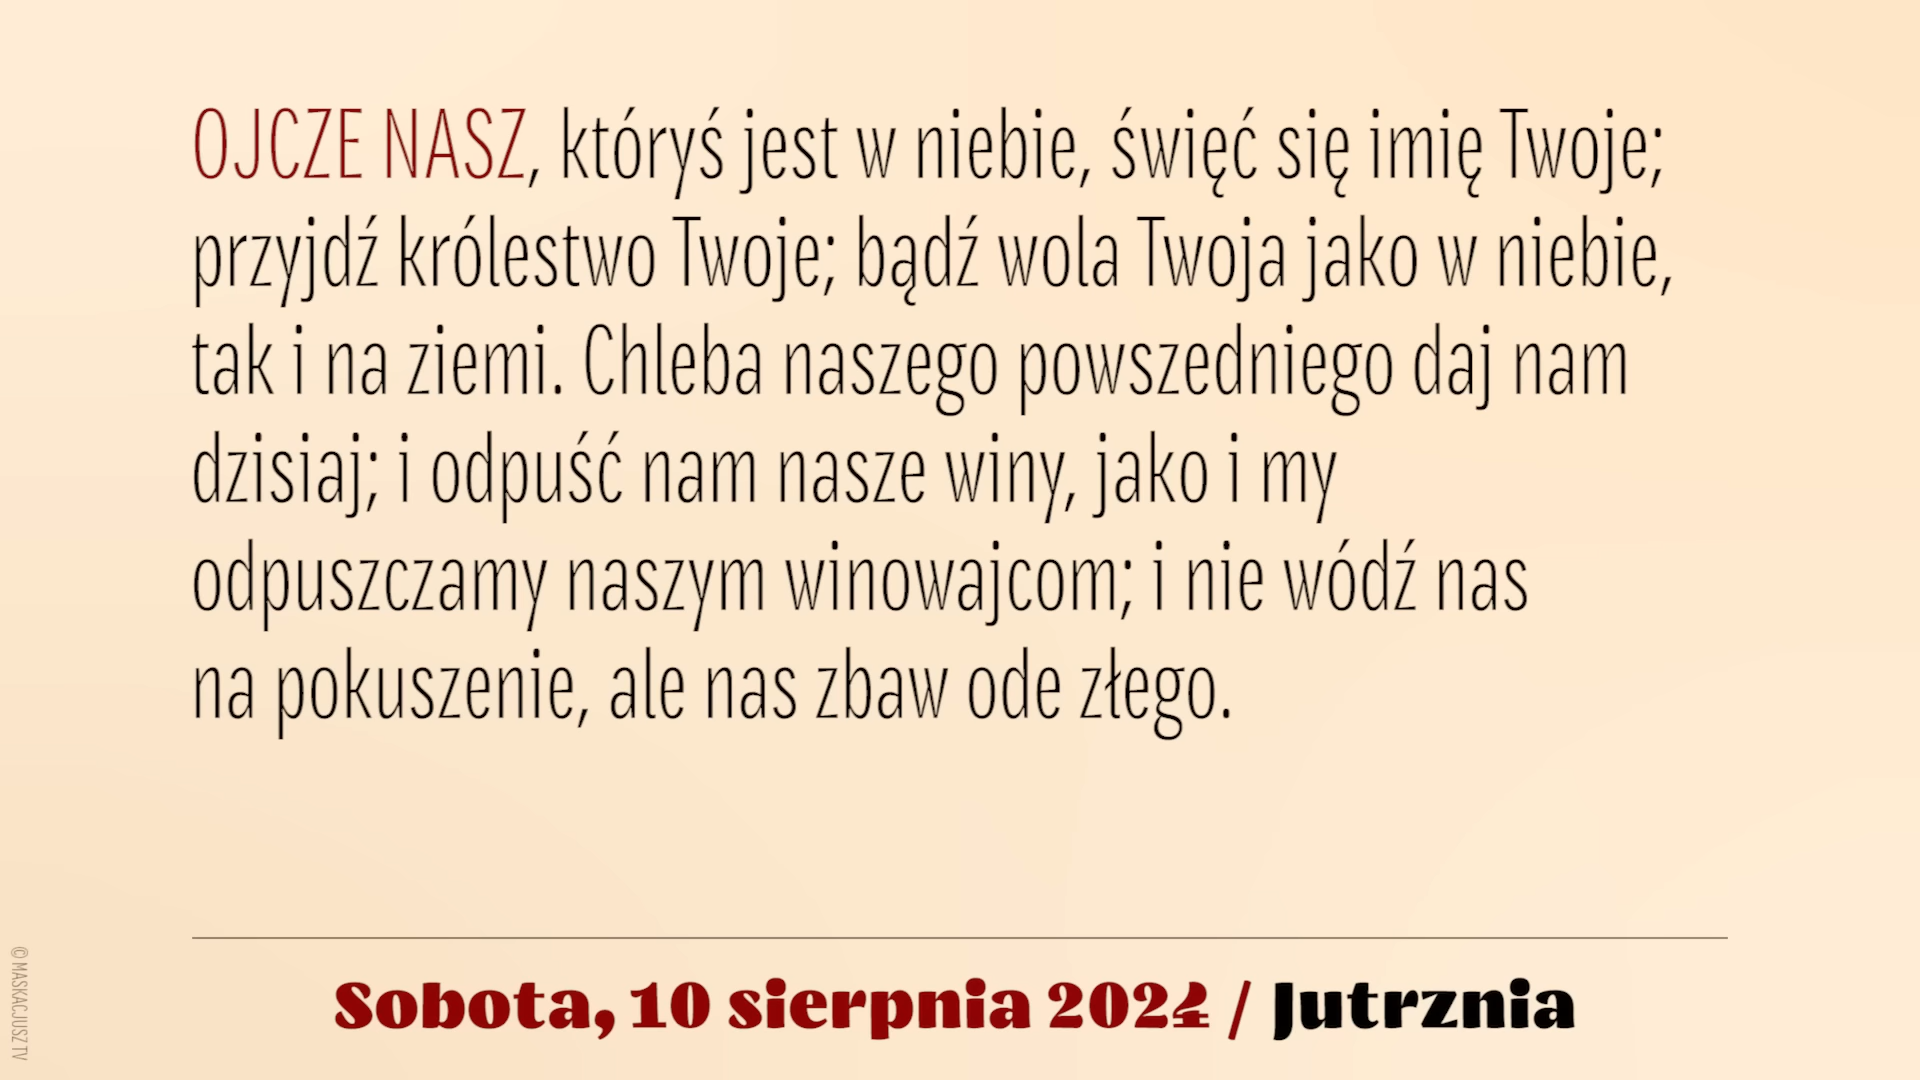 OJCZE NASZ, któryś jest w niebie, święć się imię Twoje;
przyjdź królestwo Twoje; bądź wola Twoja jako w niebie,
tak i na ziemi. Chleba naszego powszedniego daj nam
dzisiaj; i odpuść nam nasze winy, jako i my
odpuszczamy naszym winowajcom; i nie wódź nas
na pokuszenie, ale nas zbaw ode złego.
Sobota, 10 sierpnia 2024 / Jutrznia
© MASKACJUSZ TV